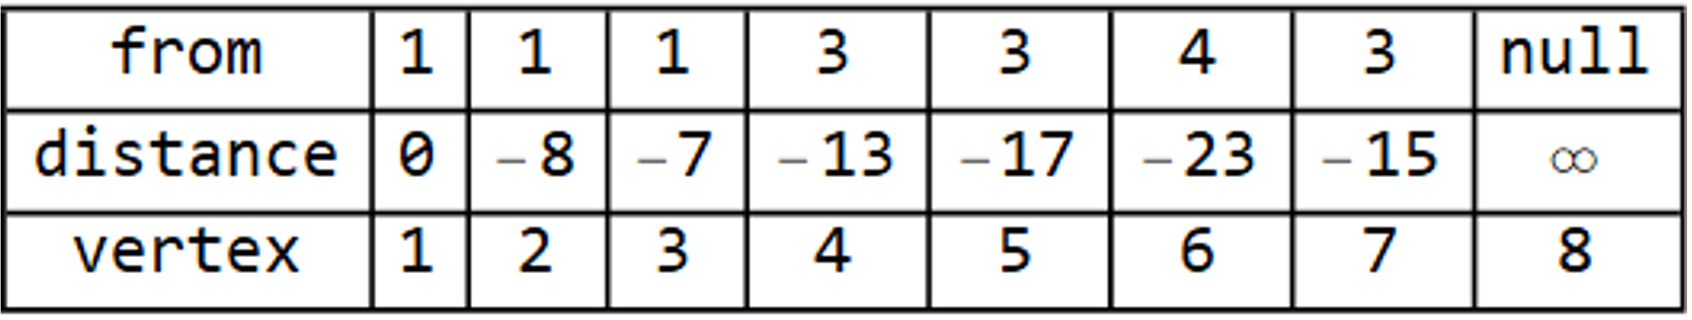 from 1 1 1 3 3 4 3 null
distance 0 −8 −7 −13 −17 −23 −15 ∞
vertex 1 2 3 4 5 6 7 8